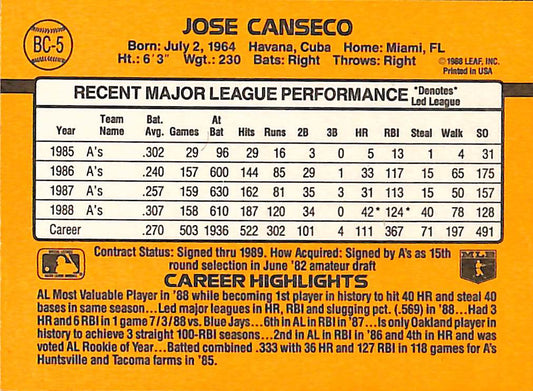 BC-5
JOSE CANSECO
Born: July 2, 1964 Havana, Cuba Home: Miami, FL
Ht.: 6'3" Wgt.: 230 Bats: Right Throws: Right
©1988 LEAF, INC.
Printed in USA
RECENT MAJOR LEAGUE PERFORMANCE *Denotes* Led League
Year Team Name Bat. Avg. Games At Bat Hits Runs 2B 3B HR RBI Steal Walk SO
1985 A's .302 29 96 29 16 3 0 5 13 1 4 31
1986 A's .240 157 600 144 85 29 1 33 117 15 65 175
1987 A's .257 159 630 162 81 35 3 31 113 15 50 157
1988 A's .307 158 610 187 120 34 0 42* 124* 40 78 128
Career .270 503 1936 522 302 101 4 111 367 71 197 491
Contract Status: Signed thru 1989. How Acquired: Signed by A's as 15th
round selection in June '82 amateur draft
MLB
CAREER HIGHLIGHTS
AL Most Valuable Player in '88 while becoming 1st player in history to hit 40 HR and steal 40
bases in same season...Led major leagues in HR, RBI and slugging pct. (.569) in '88...Had 3
HR and 6 RBI in 1 game 7/3/88 vs. Blue Jays...6th in AL in RBI in '87...Is only Oakland player in
history to achieve 3 straight 100-RBI seasons...2nd in AL in RBI in '86 and 4th in HR and was
voted AL Rookie of Year...Batted combined .333 with 36 HR and 127 RBI in 118 games for A's
Huntsville and Tacoma farms in '85.